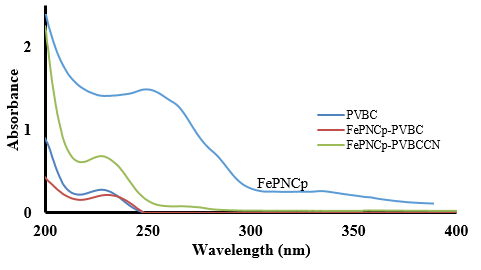 2
PVBC
FePNCp-PVBC
FePNCp-PVBCCN
1
FePNCp
0
200
250
300
350
400
Absorbance
Wavelength (nm)